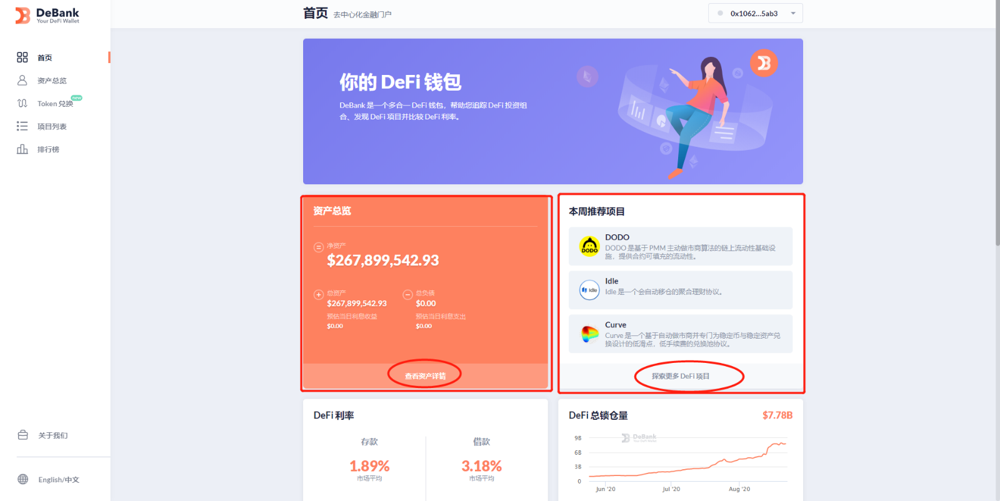 DeBank
Your DeFi Wallet
首页
资产总览
Token 兑换
new
项目列表
排行榜
关于我们
English/中文
首页 去中心化金融门户
0x1062...5ab3
你的 DeFi 钱包
DeBank 是一个多合一 DeFi 钱包，帮助您追踪 DeFi 投资组
合、发现 DeFi 项目并比较 DeFi 利率。
资产总览
净资产
$267,899,542.93
总资产
$267,899,542.93
预估当日利息收益
$0.00
总负债
$0.00
预估当日利息支出
$0.00
查看资产详情
本周推荐项目
DODO
DODO
DODO 是基于 PMM 主动做市商算法的链上流动性基础设
施，提供合约可填充的流动性。
Idle
Idle
Idle 是一个会自动移仓的聚合理财协议。
Curve
Curve 是一个基于自动做市商并专门为稳定币与稳定资产兑
换设计的低滑点，低手续费的兑换池协议。
探索更多 DeFi 项目
DeFi 利率
存款
1.89%
市场平均
借款
3.18%
市场平均
DeFi 总锁仓量
$7.78B
DeBank
Your DeFi Wallet
9B
6B
3B
0
Jun '20
Jul '20
Aug '20